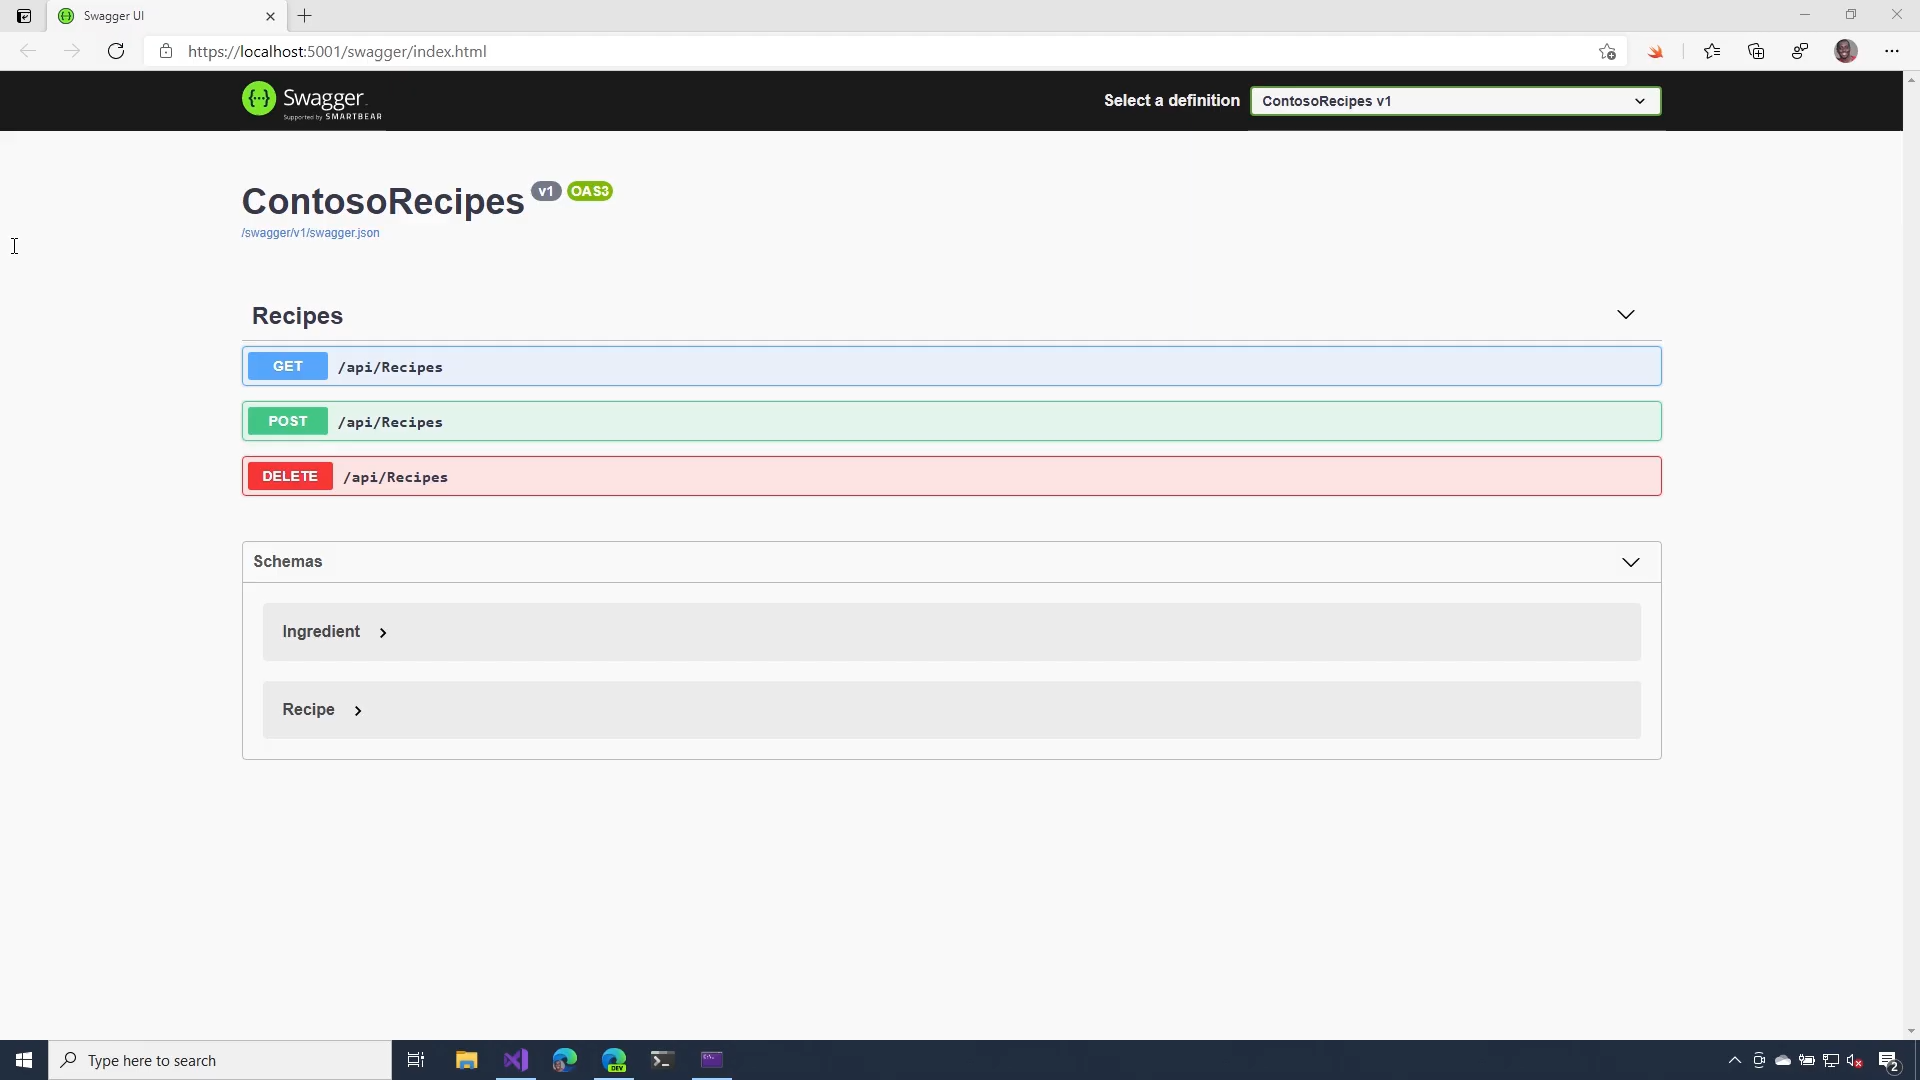 Swagger UI
https://localhost:5001/swagger/index.html
Swagger
Supported by SMARTBEAR
Select a definition
ContosoRecipes v1
ContosoRecipes v1 OAS3
/swagger/v1/swagger.json
Recipes
GET /api/Recipes
POST /api/Recipes
DELETE /api/Recipes
Schemas
Ingredient
Recipe
Type here to search
DEV
2